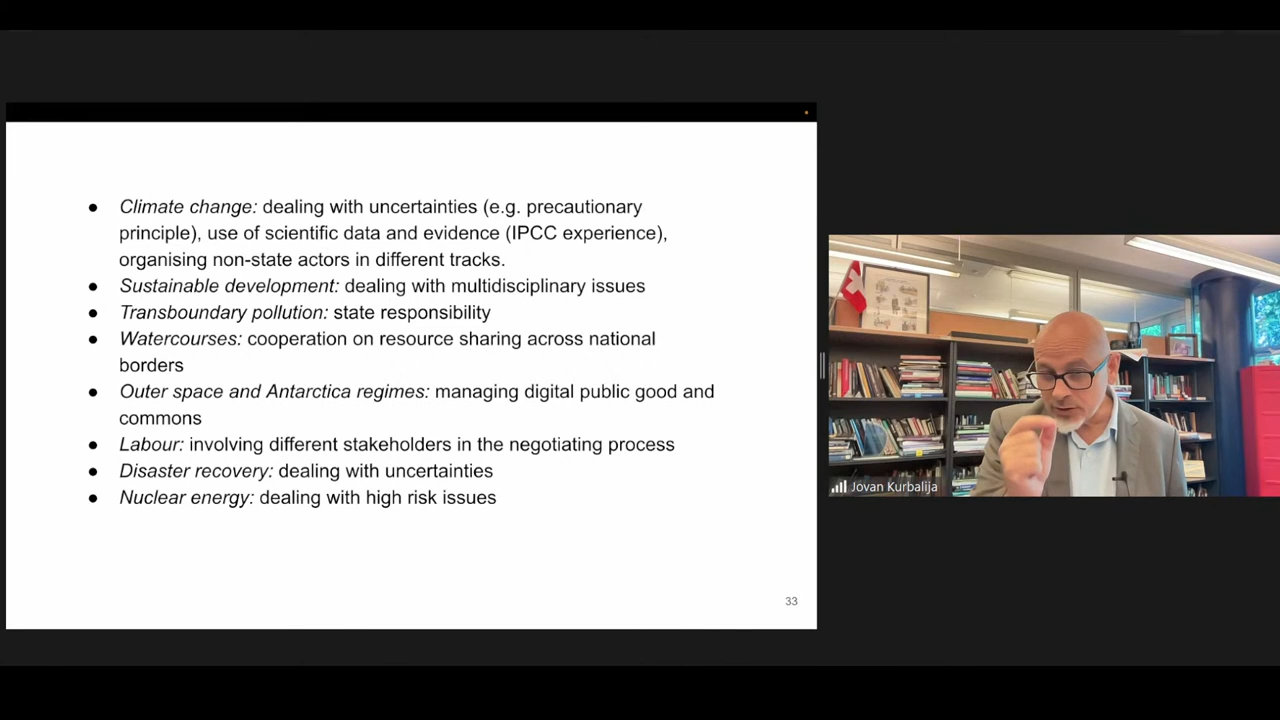 ● Climate change: dealing with uncertainties (e.g. precautionary
principle), use of scientific data and evidence (IPCC experience),
organising non-state actors in different tracks.
● Sustainable development: dealing with multidisciplinary issues
● Transboundary pollution: state responsibility
● Watercourses: cooperation on resource sharing across national
borders
● Outer space and Antarctica regimes: managing digital public good and
commons
● Labour: involving different stakeholders in the negotiating process
● Disaster recovery: dealing with uncertainties
● Nuclear energy: dealing with high risk issues
33
Jovan Kurbalija